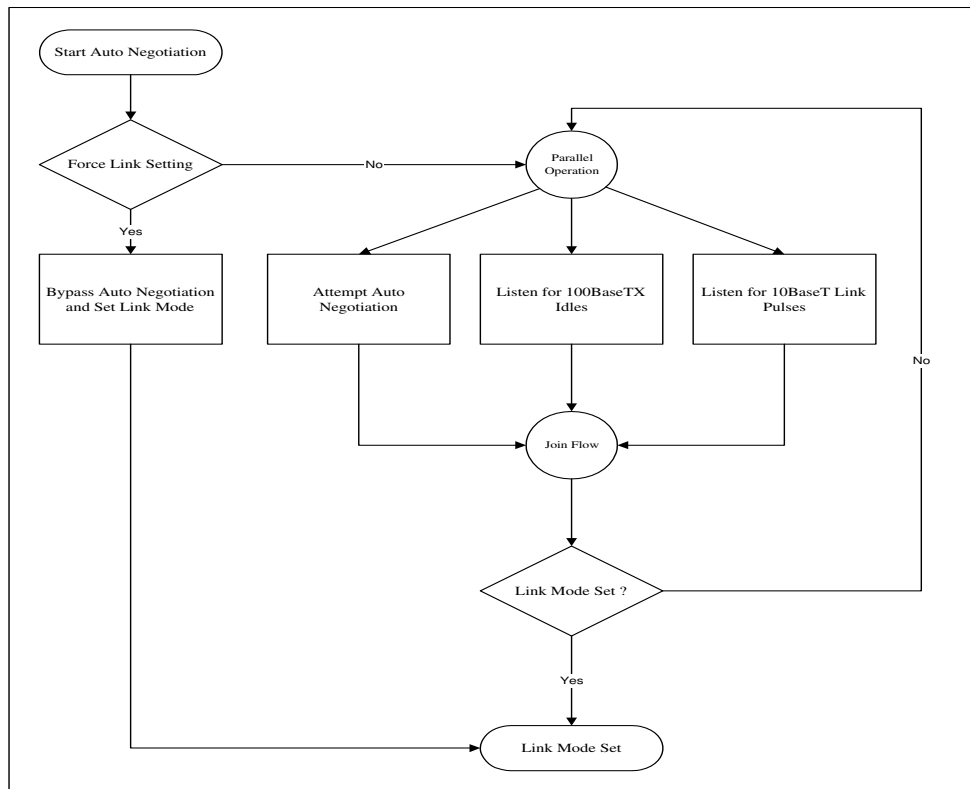 Start Auto Negotiation
Force Link Setting
No
Parallel
Operation
Yes
Bypass Auto Negotiation
and Set Link Mode
Attempt Auto
Negotiation
Listen for 100BaseTX
Idles
Listen for 10BaseT Link
Pulses
No
Join Flow
Link Mode Set ?
Yes
Link Mode Set